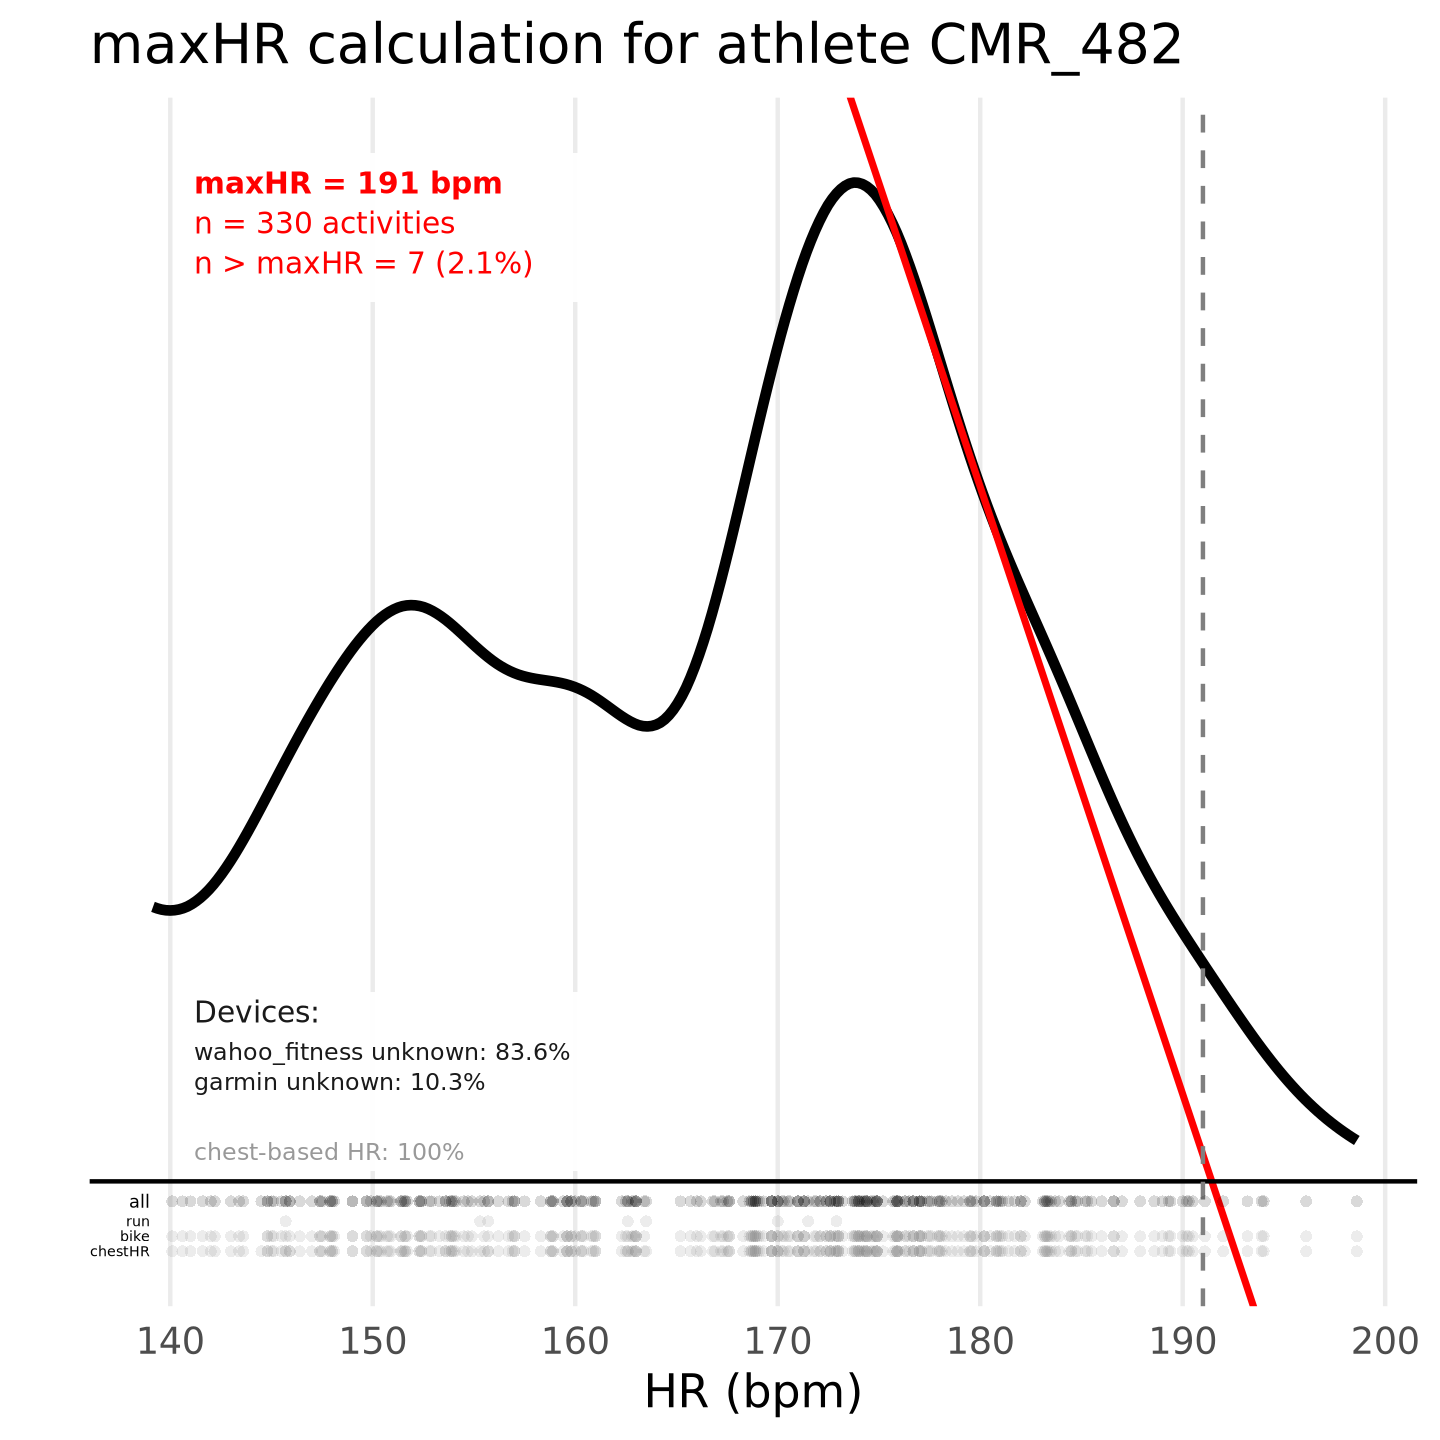 maxHR calculation for athlete CMR_482
maxHR = 191 bpm
n = 330 activities
n > maxHR = 7 (2.1%)
Devices:
wahoo_fitness unknown: 83.6%
garmin unknown: 10.3%
chest-based HR: 100%
all
run
bike
chestHR
140 150 160 170 180 190 200
HR (bpm)